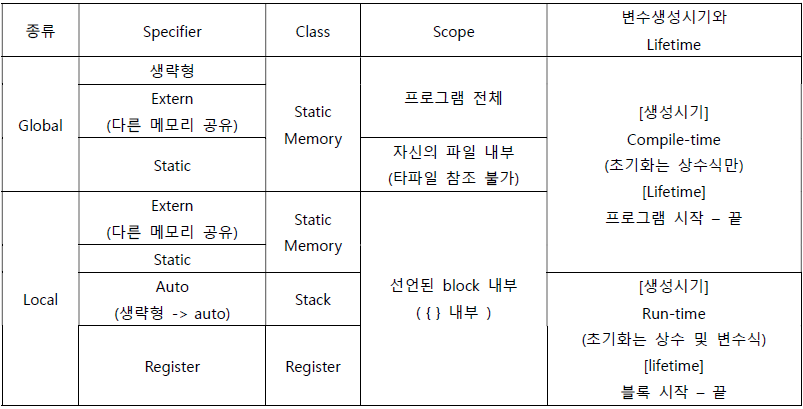 종류
Specifier
Class
Scope
변수생성시기와
Lifetime
Global
생략형
Extern
(다른 메모리 공유)
Static
Static
Memory
프로그램 전체
자신의 파일 내부
(타파일 참조 불가)
[생성시기]
Compile-time
(초기화는 상수식만)
[Lifetime]
프로그램 시작 – 끝
Local
Extern
(다른 메모리 공유)
Static
Static
Memory
Auto
(생략형 -> auto)
Stack
Register
Register
선언된 block 내부
( { } 내부 )
[생성시기]
Run-time
(초기화는 상수 및 변수식)
[lifetime]
블록 시작 – 끝